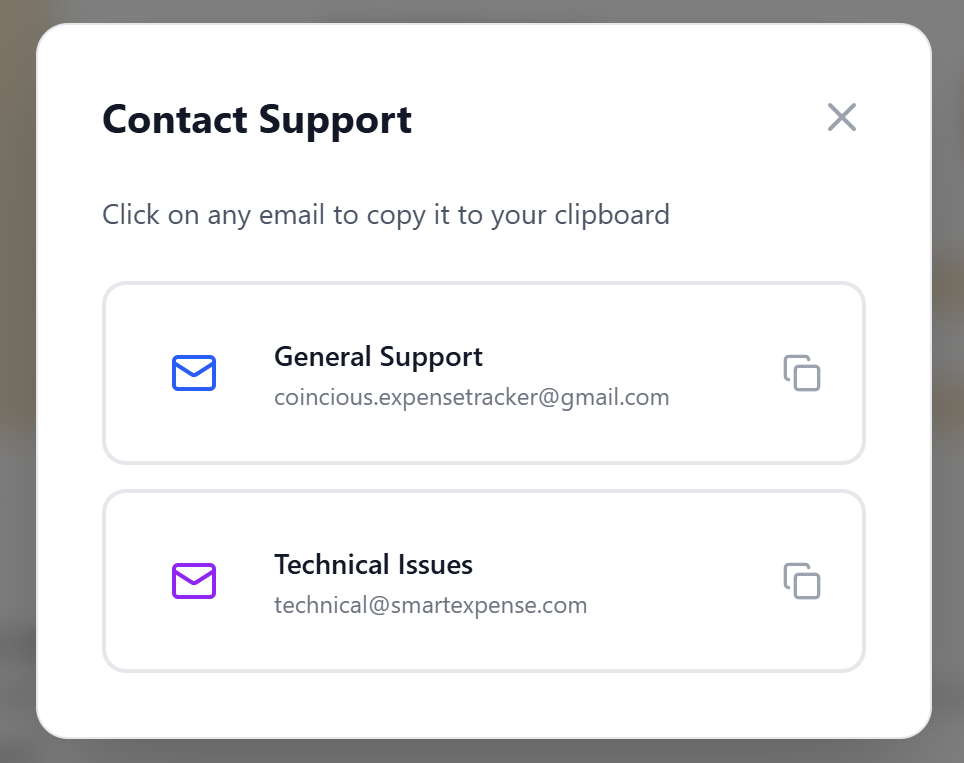 Contact Support
Click on any email to copy it to your clipboard
General Support
coincious.expensetracker@gmail.com
Technical Issues
technical@smartexpense.com